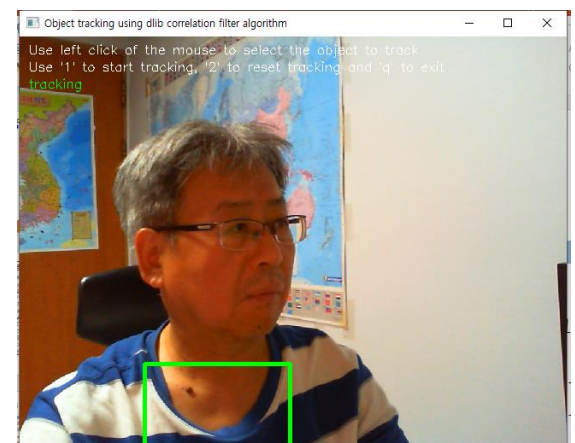 Object tracking using dlib correlation filter algorithm
Use left click of the mouse to select the object to track
Use '1' to start tracking, '2' to reset tracking and 'q' to exit
tracking